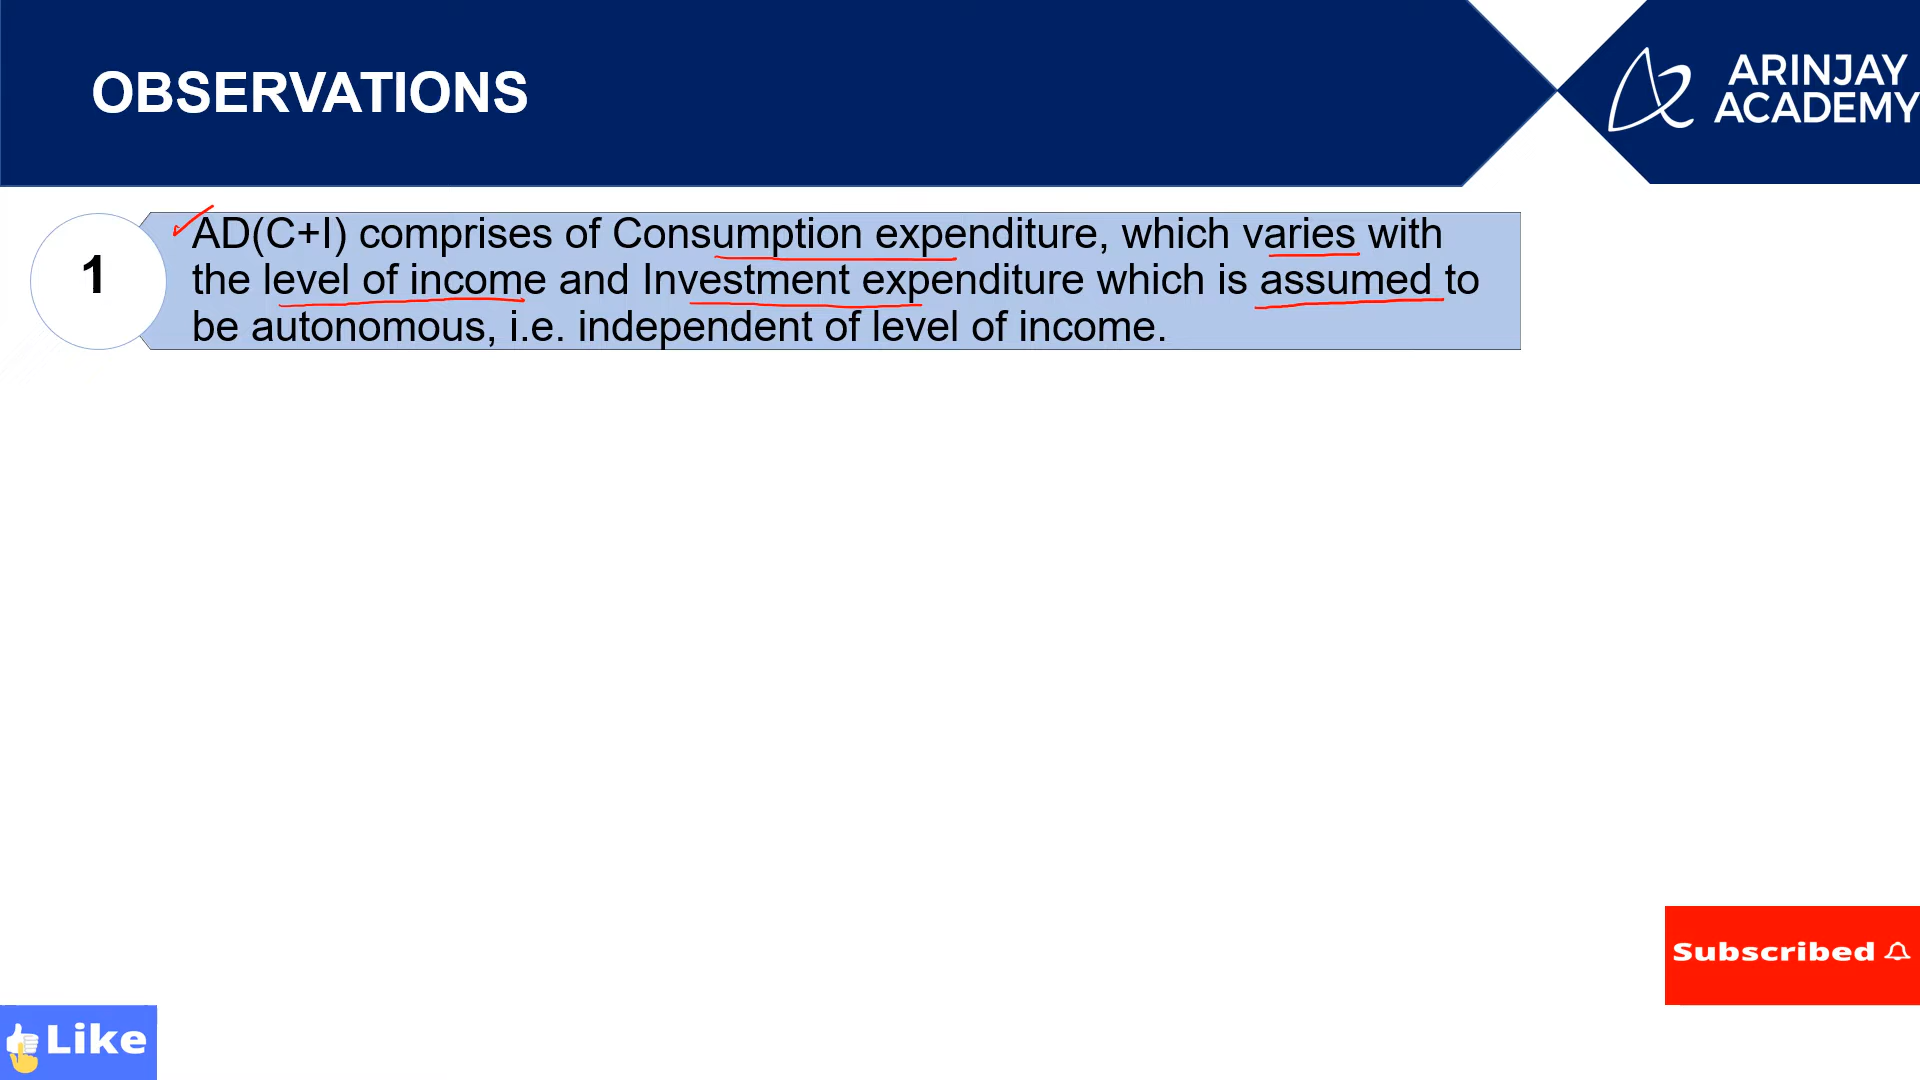 OBSERVATIONS
ARINJAY
ACADEMY
1
AD(C+I) comprises of Consumption expenditure, which varies with
the level of income and Investment expenditure which is assumed to
be autonomous, i.e. independent of level of income.
Subscribed
Like